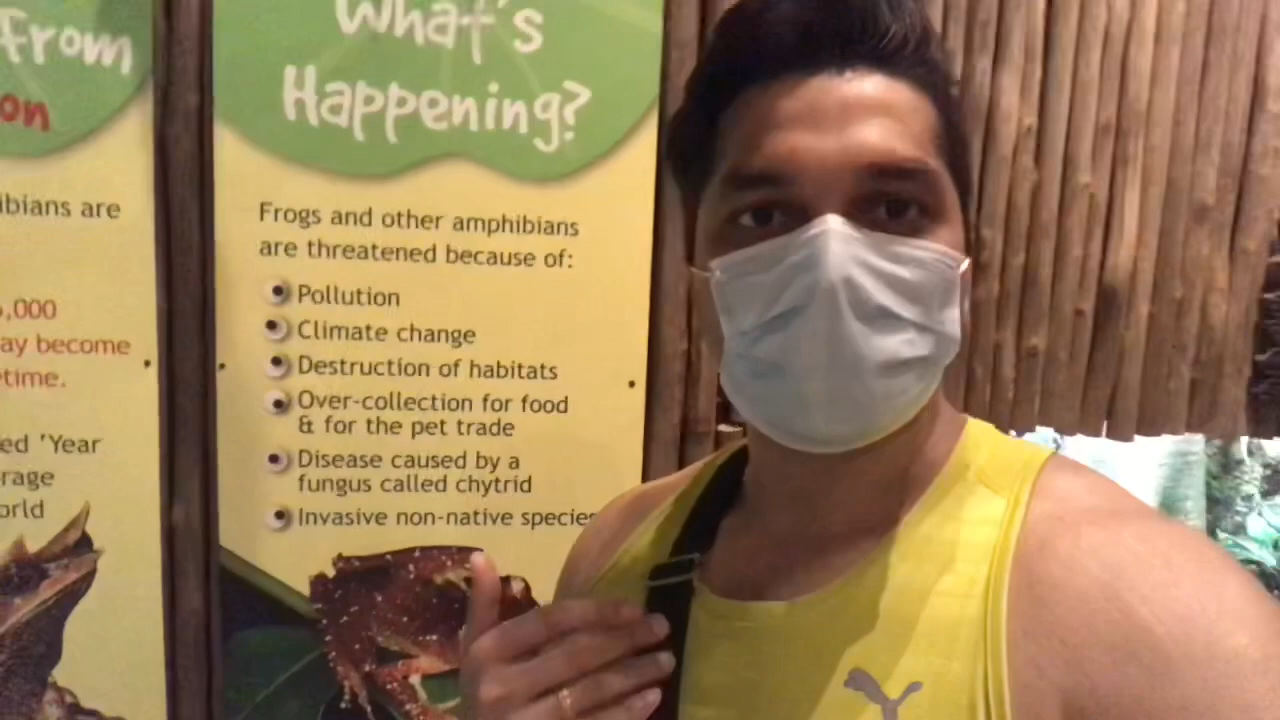 From
on
ibians are
,000
ay become
time.
ed 'Year
rage
orld
What's
Happening?
Frogs and other amphibians
are threatened because of:
Pollution
Climate change
Destruction of habitats
Over-collection for food
& for the pet trade
Disease caused by a
fungus called chytrid
Invasive non-native species